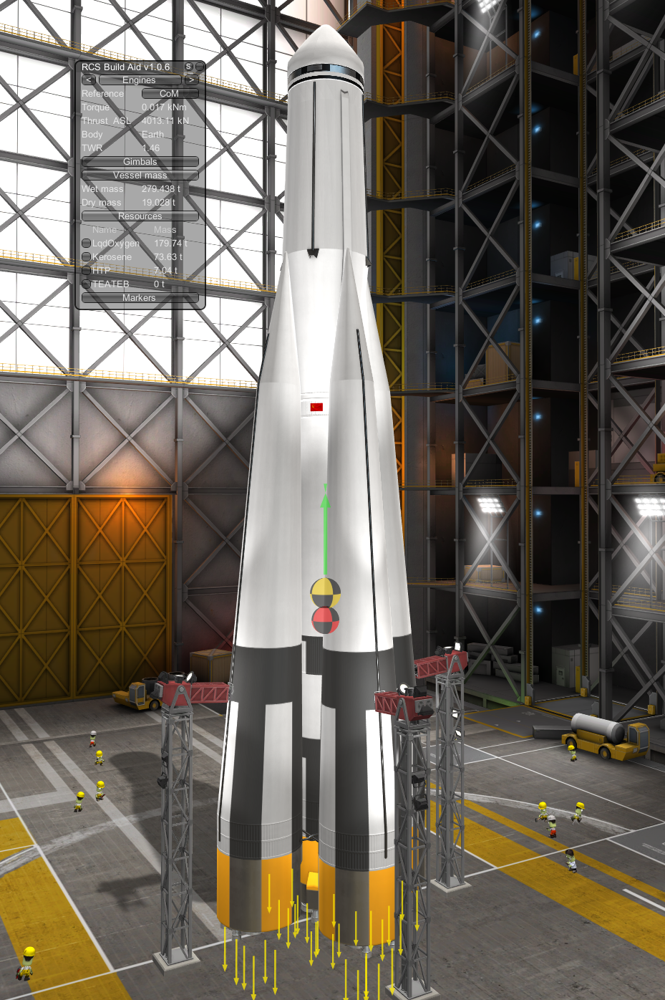 RCS Build Aid v1.0.6 S
< Engines >
Reference CoM
Torque 0.017 kNm
Thrust ASL 4013.11 kN
Body Earth
TWR 1.46
Gimbals
Vessel mass
Wet mass 279.438 t
Dry mass 19.028 t
Resources
Name Mass
LqdOxygen 179.74 t
Kerosene 73.63 t
HTP 7.04 t
TEATEB 0 t
Markers